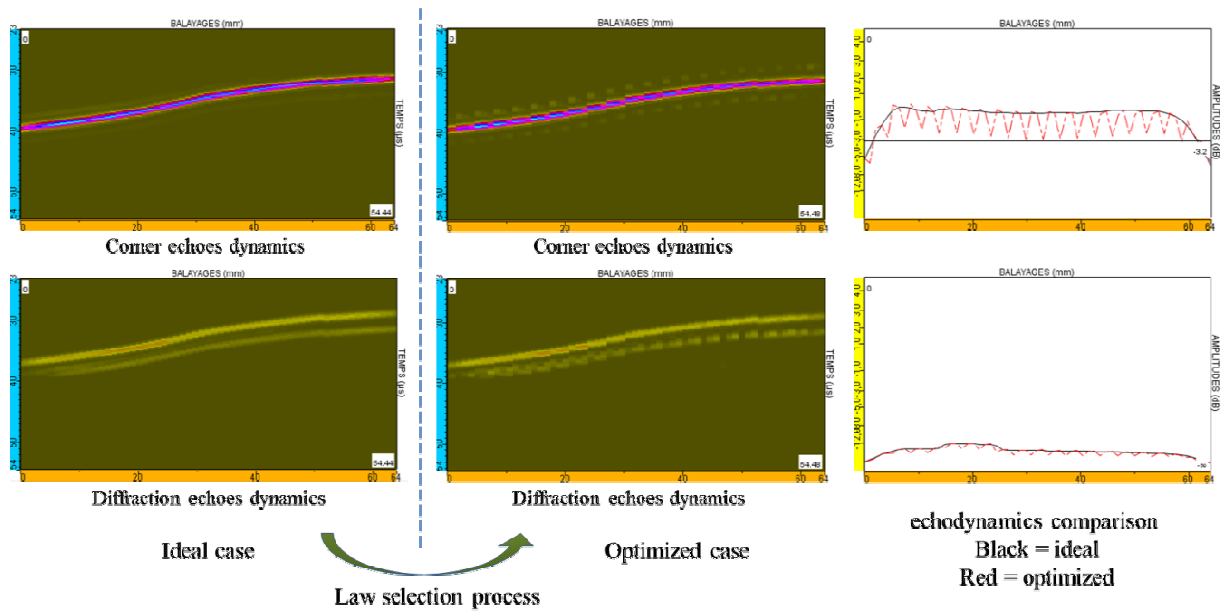 BALAYAGES (mm)
BALAYAGES (mm)
BALAYAGES (mm)
0
0
0
TEMPS (µs)
TEMPS (µs)
AMPLITUDES (dB)
54.44
54.48
-3.2
0 20 40 60 64
0 20 40 60 64
0 20 40 60 64
Corner echoes dynamics
Corner echoes dynamics
BALAYAGES (mm)
BALAYAGES (mm)
BALAYAGES (mm)
0
0
0
TEMPS (µs)
TEMPS (µs)
AMPLITUDES (dB)
54.44
54.48
0 20 40 60 64
0 20 40 60 64
0 20 40 60 64
Diffraction echoes dynamics
Diffraction echoes dynamics
echodynamics comparison
Black = ideal
Red = optimized
Ideal case
Optimized case
Law selection process